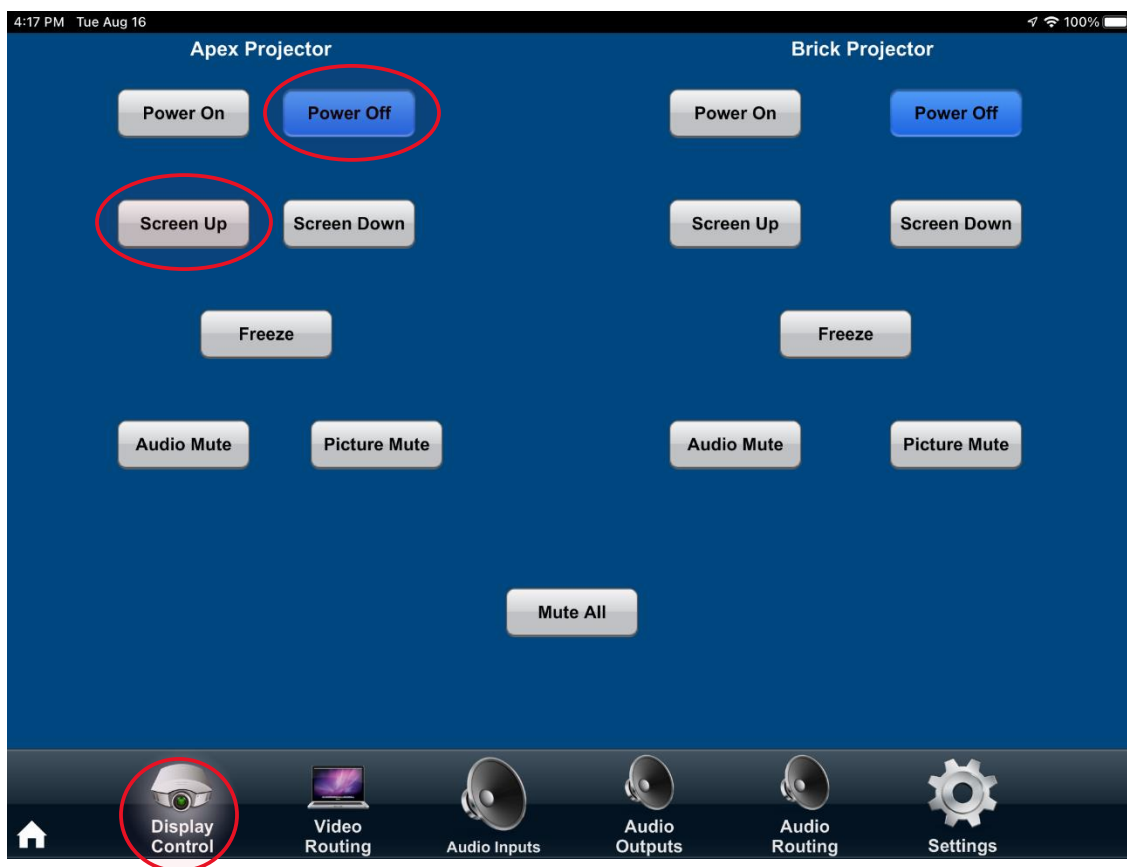 4:17 PM Tue Aug 16
100%
Apex Projector
Brick Projector
Power On
Power Off
Power On
Power Off
Screen Up
Screen Down
Screen Up
Screen Down
Freeze
Freeze
Audio Mute
Picture Mute
Audio Mute
Picture Mute
Mute All
Display
Control
Video
Routing
Audio Inputs
Audio
Outputs
Audio
Routing
Settings